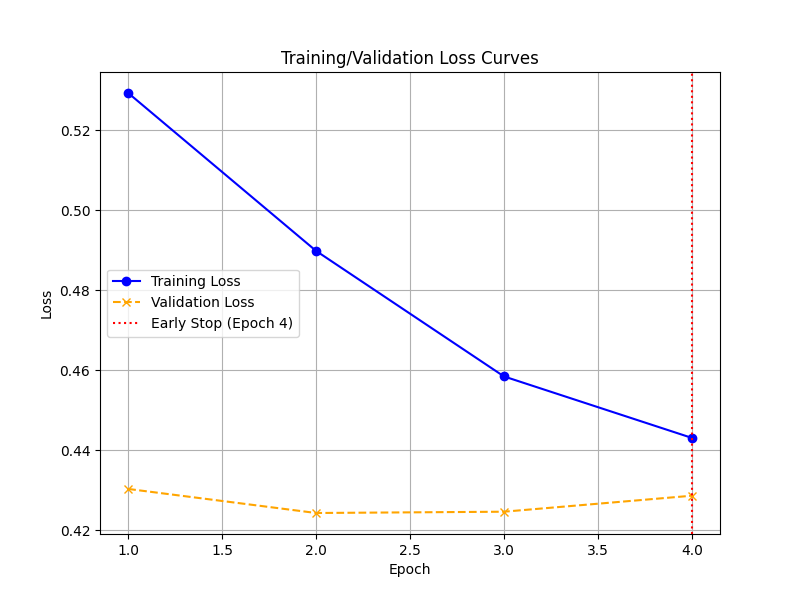 Training/Validation Loss Curves
Loss
0.52
0.50
0.48
0.46
0.44
0.42
Training Loss
Validation Loss
Early Stop (Epoch 4)
1.0 1.5 2.0 2.5 3.0 3.5 4.0
Epoch